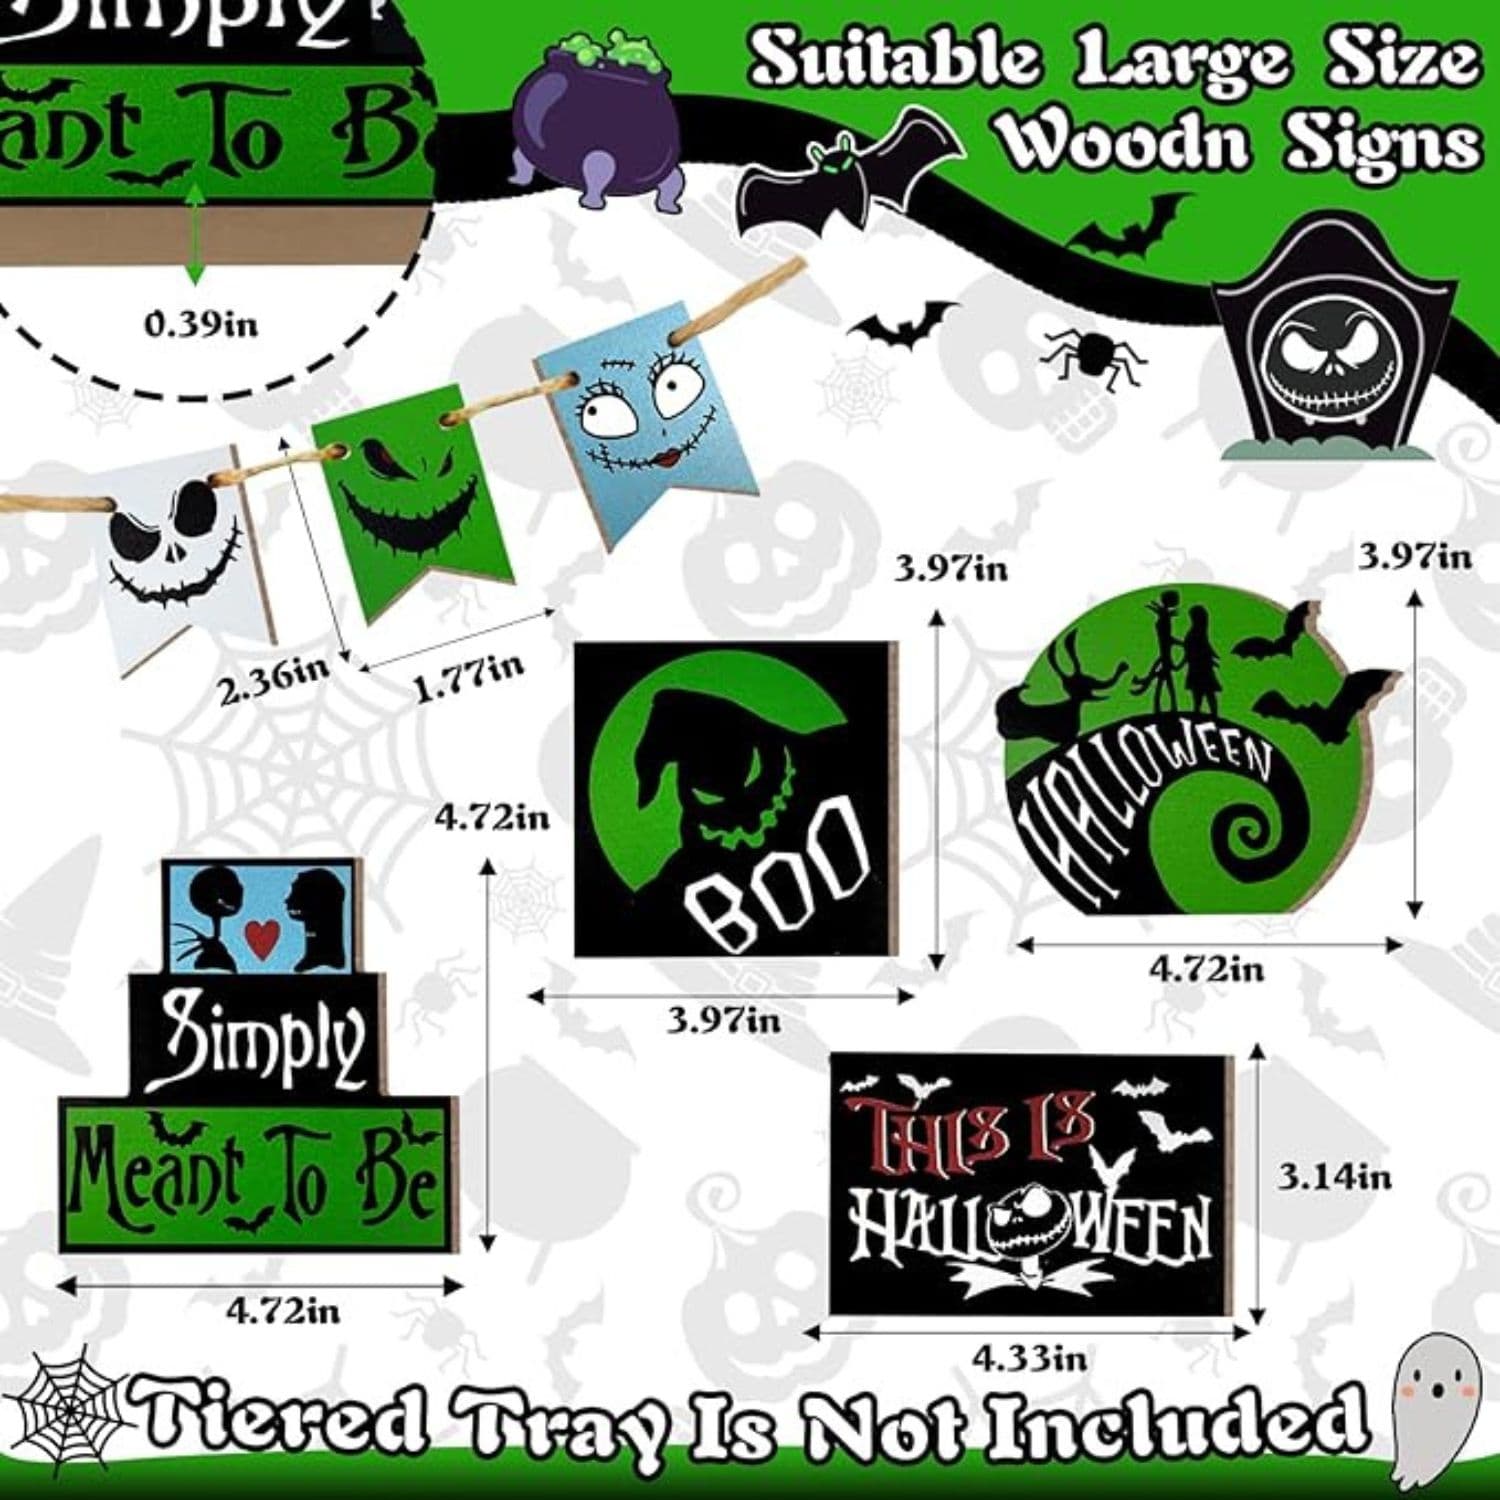 Simply
Meant To Be
0.39in
Suitable Large Size
Woodn Signs
2.36in
1.77in
3.97in
3.97in
BOO
HALLOWEEN
4.72in
3.97in
4.72in
Simply
Meant To Be
4.72in
THIS IS
HALLOWEEN
3.14in
4.33in
Tiered Tray Is Not Included